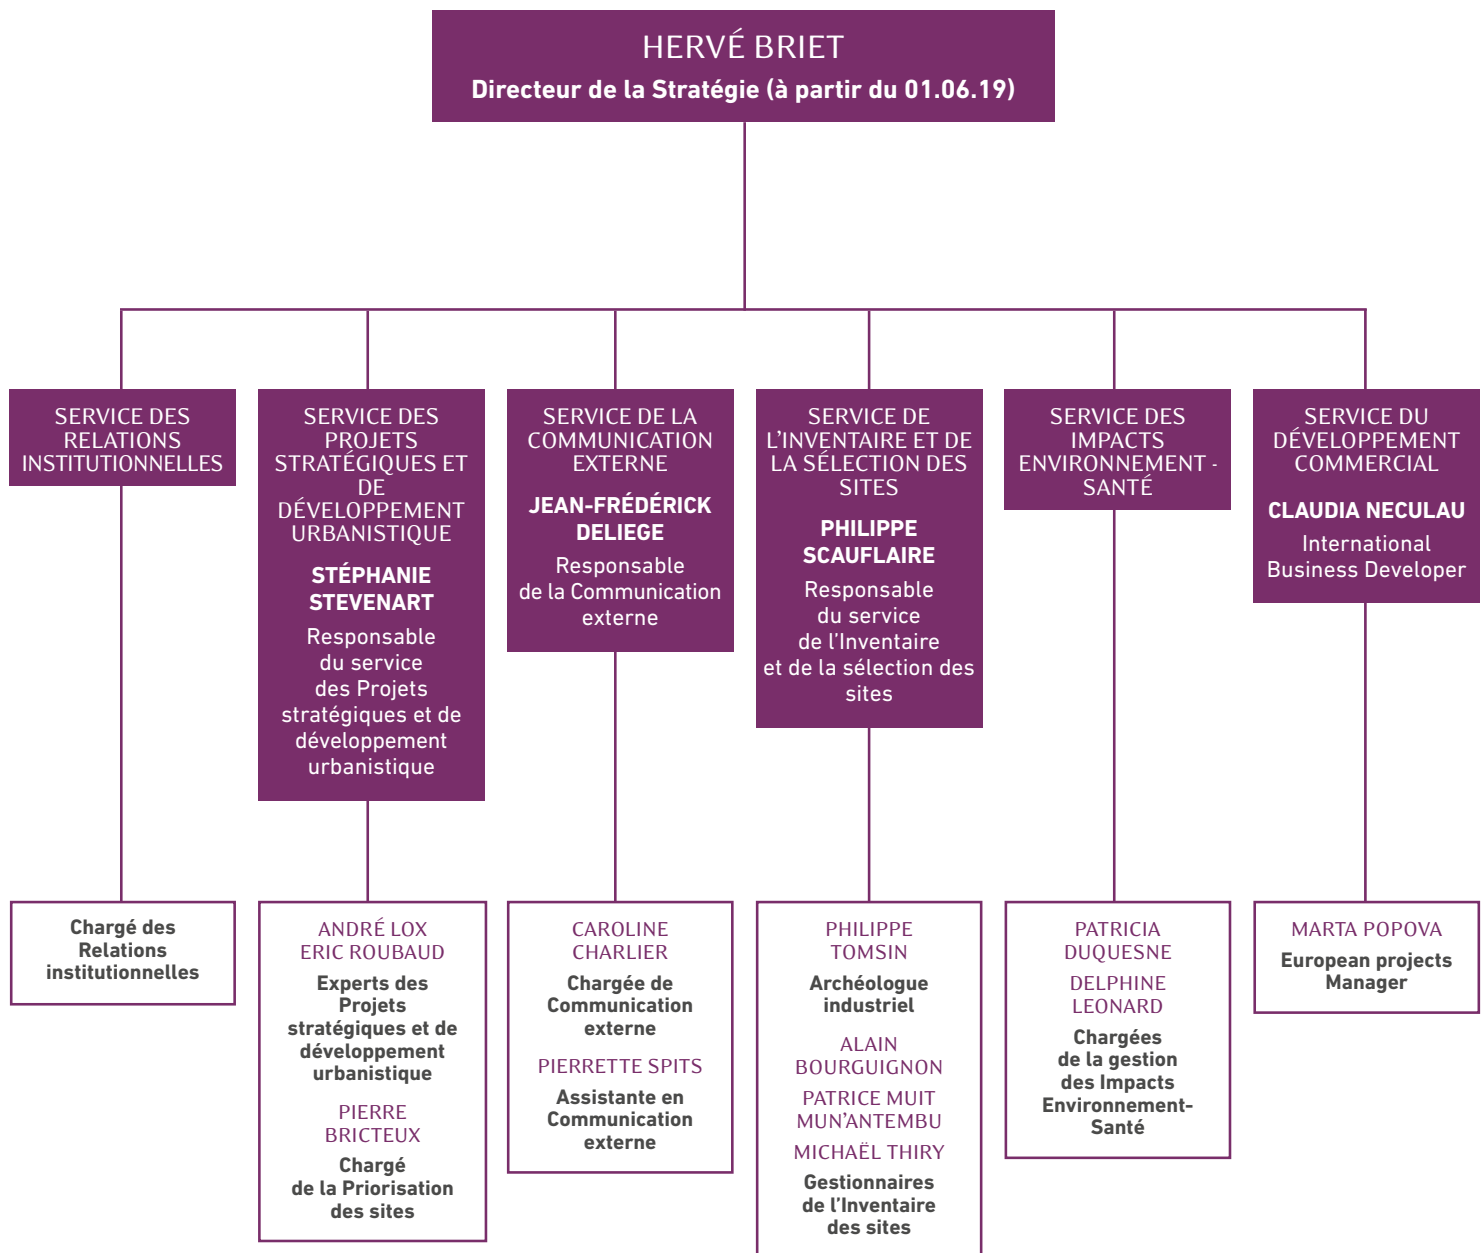 HERVÉ BRIET
Directeur de la Stratégie (à partir du 01.06.19)
SERVICE DES
RELATIONS
INSTITUTIONNELLES
SERVICE DES
PROJETS
STRATÉGIQUES ET
DE
DÉVELOPPEMENT
URBANISTIQUE
STÉPHANIE
STEVENART
Responsable
du service
des Projets
stratégiques et de
développement
urbanistique
SERVICE DE LA
COMMUNICATION
EXTERNE
JEAN-FRÉDÉRICK
DELIEGE
Responsable
de la Communication
externe
SERVICE DE
L'INVENTAIRE ET DE
LA SÉLECTION DES
SITES
PHILIPPE
SCAUFLAIRE
Responsable
du service
de l'Inventaire
et de la sélection des
sites
SERVICE DES
IMPACTS
ENVIRONNEMENT -
SANTÉ
SERVICE DU
DÉVELOPPEMENT
COMMERCIAL
CLAUDIA NECULAU
International
Business Developer
Chargé des
Relations
institutionnelles
ANDRÉ LOX
ERIC ROUBAUD
Experts des
Projets
stratégiques et de
développement
urbanistique
PIERRE
BRICTEUX
Chargé
de la Priorisation
des sites
CAROLINE
CHARLIER
Chargée de
Communication
externe
PIERRETTE SPITS
Assistante en
Communication
externe
PHILIPPE
TOMSIN
Archéologue
industriel
ALAIN
BOURGUIGNON
PATRICE MUIT
MUN'ANTEMBU
MICHAËL THIRY
Gestionnaires
de l'Inventaire
des sites
PATRICIA
DUQUESNE
DELPHINE
LEONARD
Chargées
de la gestion
des Impacts
Environnement-
Santé
MARTA POPOVA
European projects
Manager